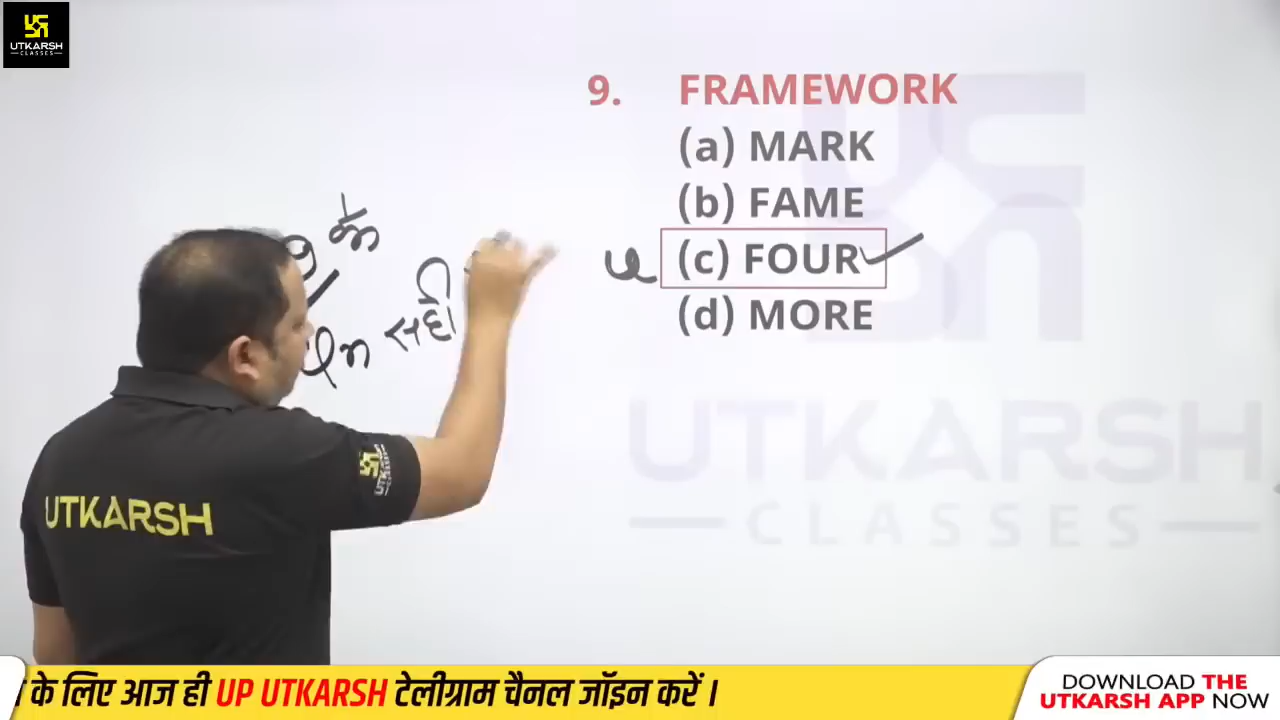 UTKARSH
CLASSES
9. FRAMEWORK
(a) MARK
(b) FAME
(c) FOUR
(d) MORE
सही
UTKARSH
CLASSES
UTKARSH
CLASSES
UTKARSH
के लिए आज ही UP UTKARSH टेलीग्राम चैनल जॉइन करें ।
DOWNLOAD THE
UTKARSH APP NOW